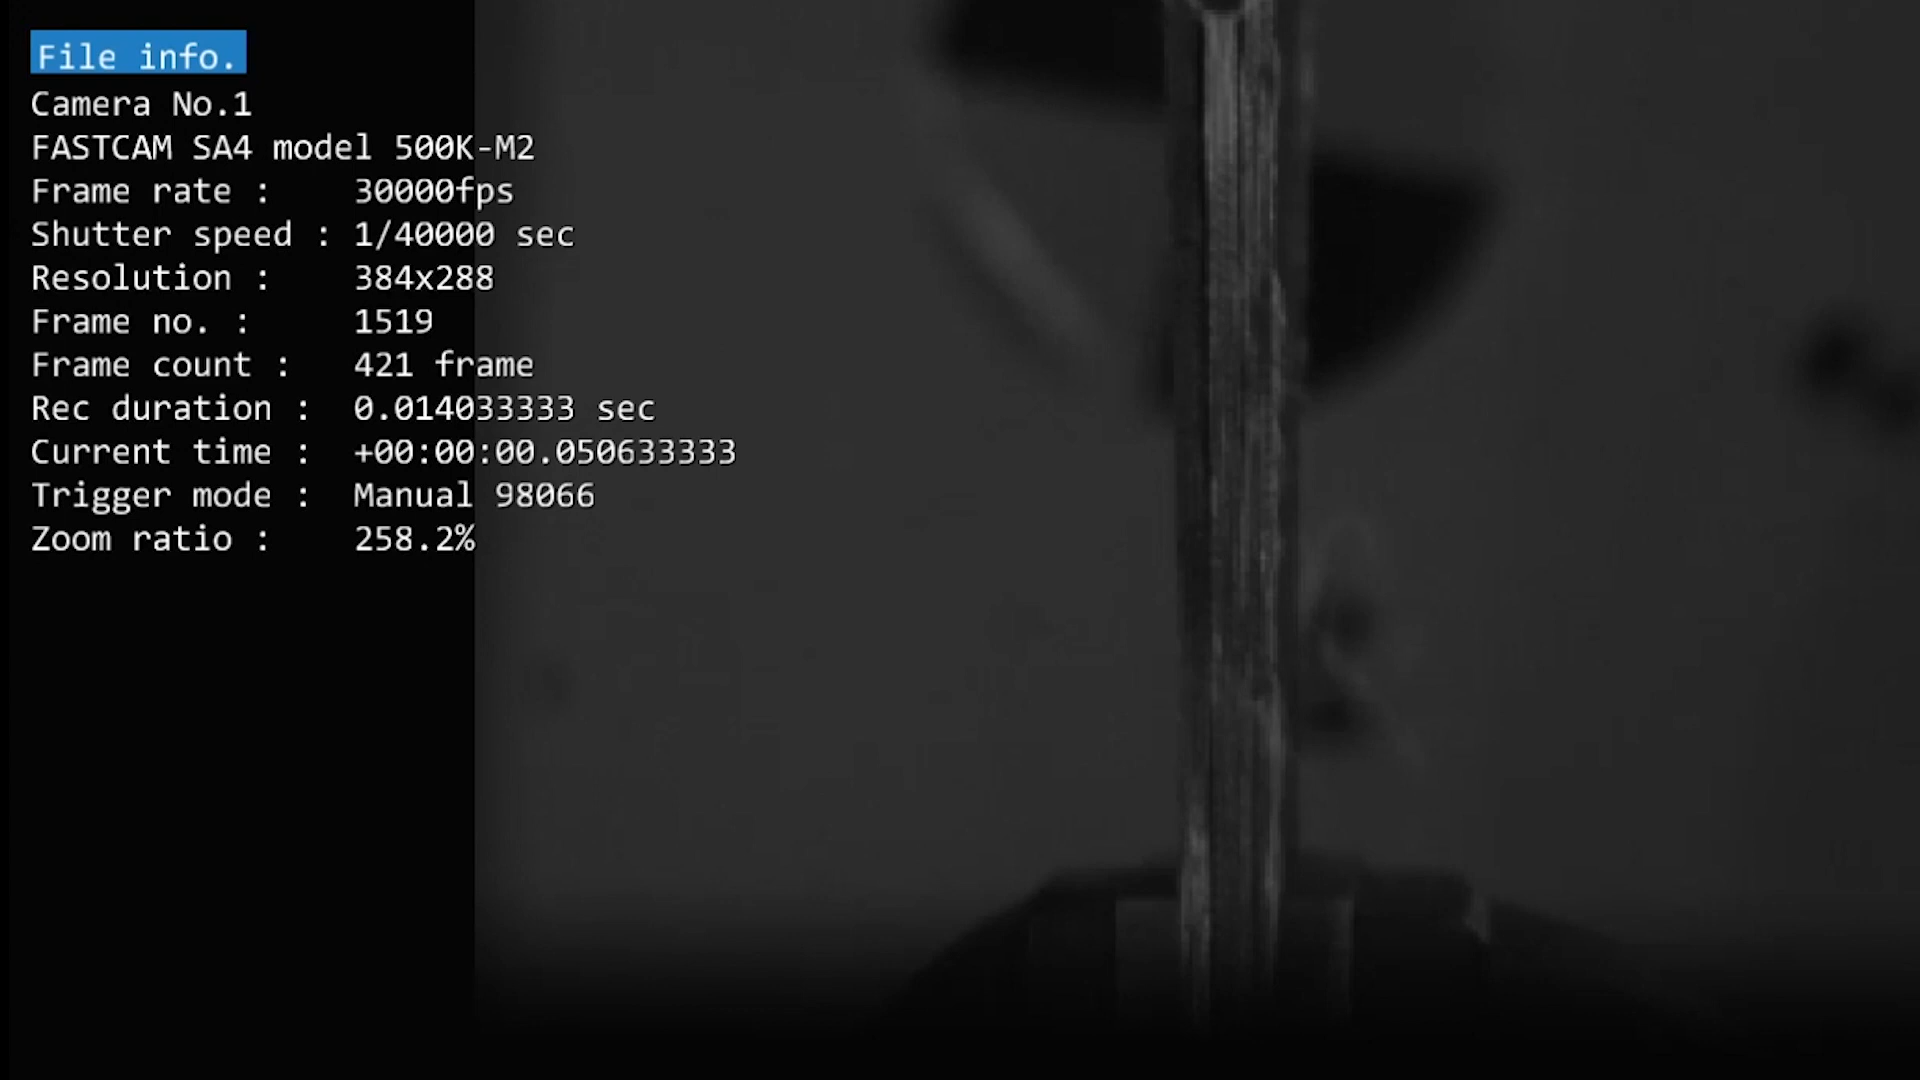 File info.
Camera No.1
FASTCAM SA4 model 500K-M2
Frame rate : 30000fps
Shutter speed : 1/40000 sec
Resolution : 384x288
Frame no. : 1519
Frame count : 421 frame
Rec duration : 0.014033333 sec
Current time : +00:00:00.050633333
Trigger mode : Manual 98066
Zoom ratio : 258.2%